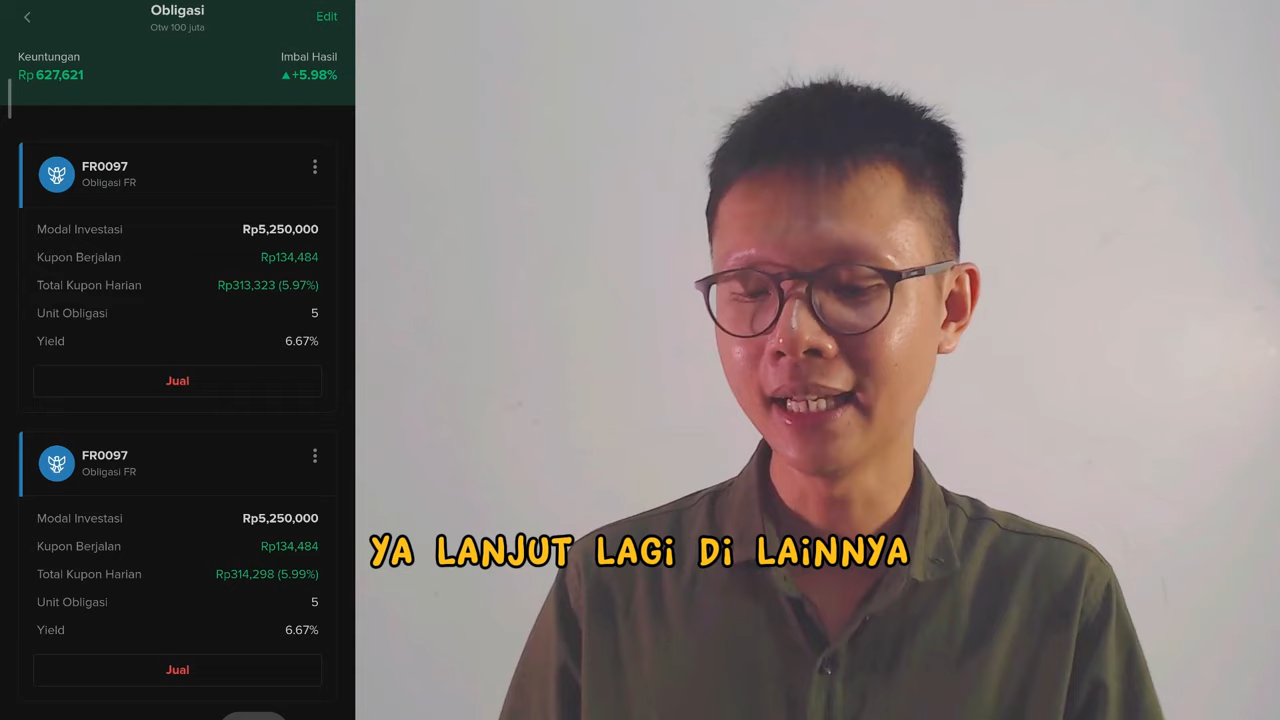 Obligasi
Edit
Otw 100 juta
Keuntungan
Imbal Hasil
Rp627,621
▲+5.98%
FR0097
Obligasi FR
Modal Investasi Rp5,250,000
Kupon Berjalan Rp134,484
Total Kupon Harian Rp313,323 (5.97%)
Unit Obligasi 5
Yield 6.67%
Jual
FR0097
Obligasi FR
Modal Investasi Rp5,250,000
Kupon Berjalan Rp134,484
Total Kupon Harian Rp314,298 (5.99%)
Unit Obligasi 5
Yield 6.67%
Jual
YA LANJUT LAGI DI LAINNYA